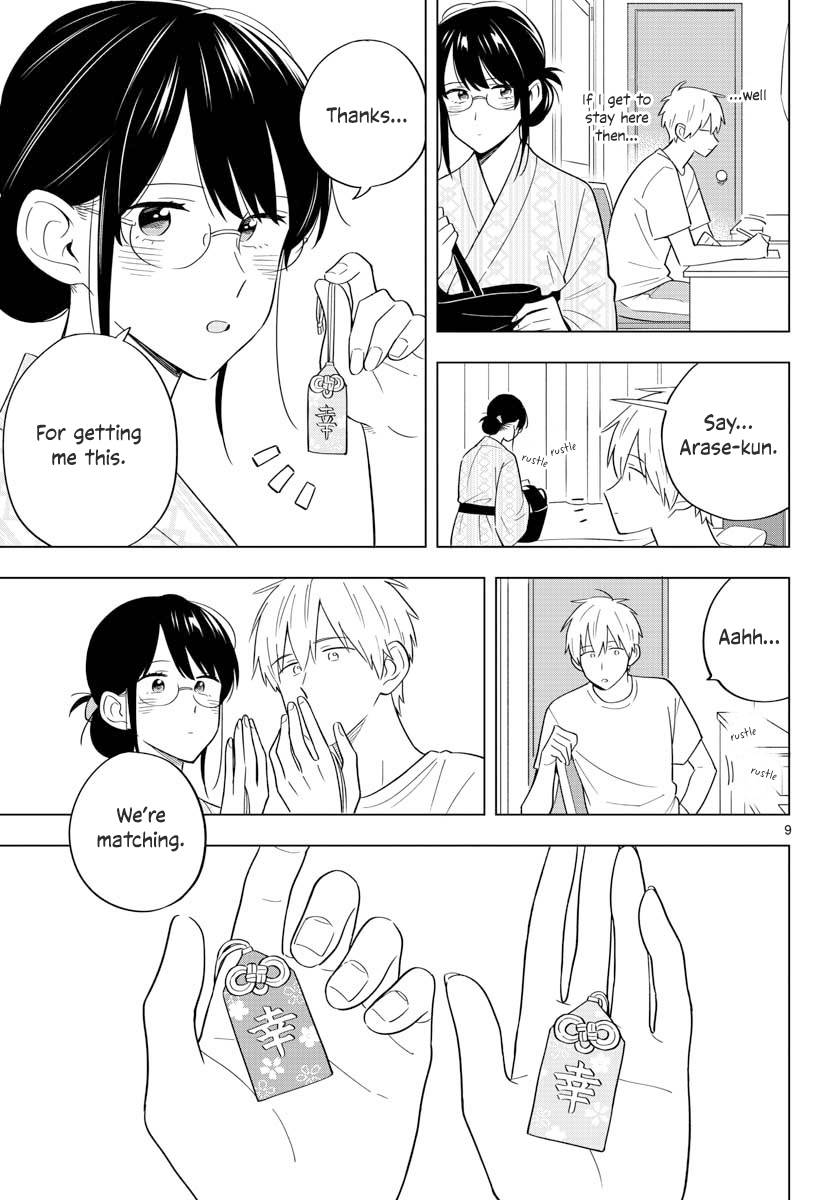 ...well
If I get to
stay here
then...
Thanks...
幸
For getting
me this.
Say...
Arase-kun.
rustle
rustle
Aahh...
rustle
rustle
We're
matching.
9
幸
幸